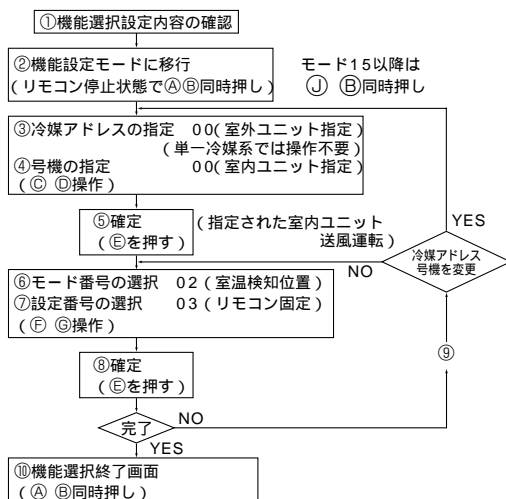 ①機能選択設定内容の確認
②機能設定モードに移行
(リモコン停止状態でⒶⒷ同時押し)
モード15以降は
Ⓙ Ⓑ同時押し
③冷媒アドレスの指定 00(室外ユニット指定)
(単一冷媒系では操作不要)
④号機の指定 00(室内ユニット指定)
(Ⓒ Ⓓ操作)
⑤確定
(Ⓔを押す)
(指定された室内ユニット
送風運転)
YES
NO
冷媒アドレス
号機を変更
⑥モード番号の選択 02(室温検知位置)
⑦設定番号の選択 03(リモコン固定)
(Ⓕ Ⓖ操作)
⑧確定
(Ⓔを押す)
⑨
完了
NO
YES
⑩機能選択終了画面
(Ⓐ Ⓑ同時押し)